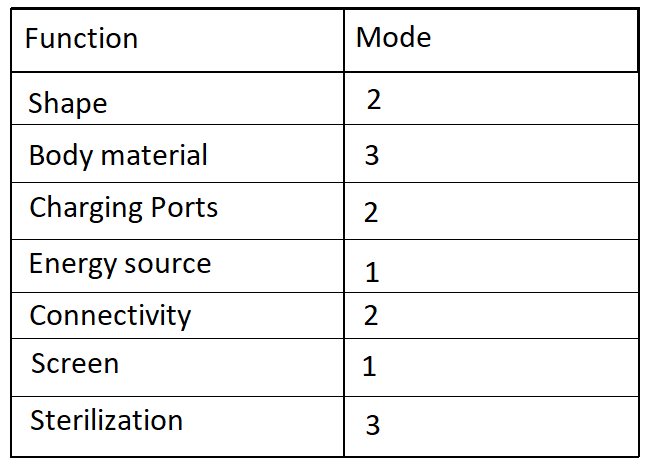 Function Mode
Shape 2
Body material 3
Charging Ports 2
Energy source 1
Connectivity 2
Screen 1
Sterilization 3